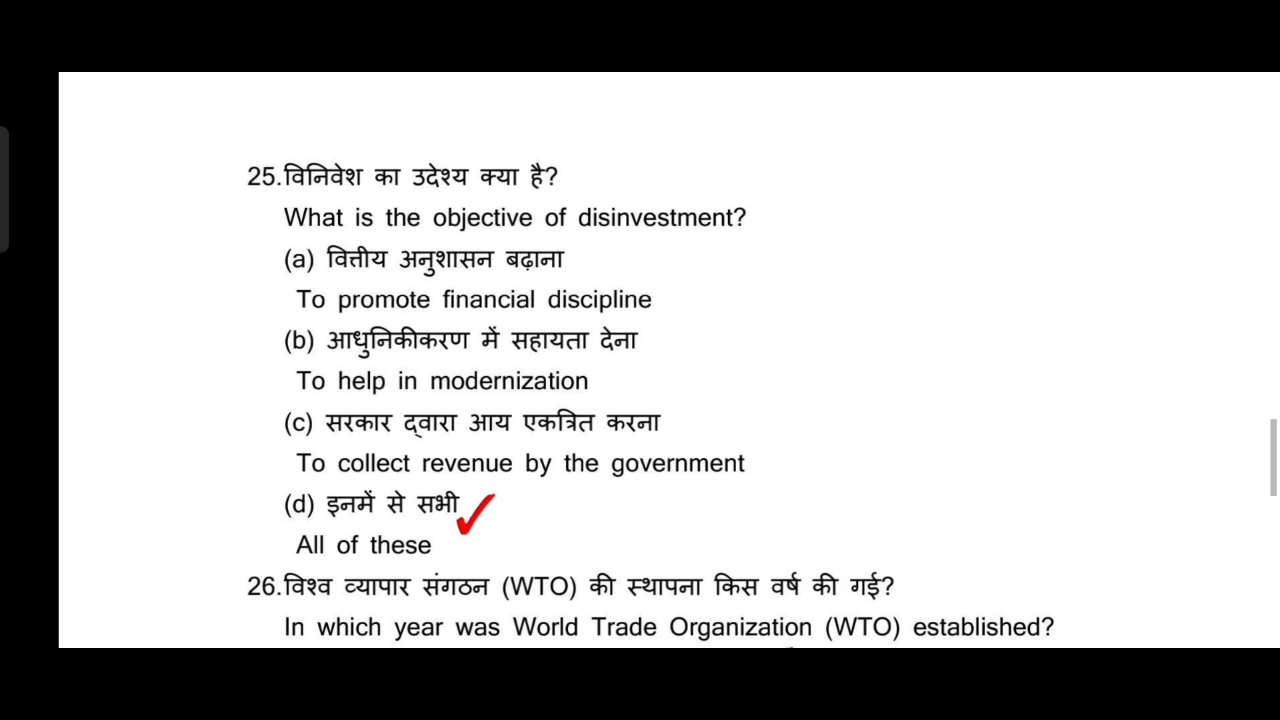 25.विनिवेश का उदेश्य क्या है?
What is the objective of disinvestment?
(a) वित्तीय अनुशासन बढ़ाना
To promote financial discipline
(b) आधुनिकीकरण में सहायता देना
To help in modernization
(c) सरकार द्वारा आय एकत्रित करना
To collect revenue by the government
(d) इनमें से सभी
All of these
26.विश्व व्यापार संगठन (WTO) की स्थापना किस वर्ष की गई?
In which year was World Trade Organization (WTO) established?